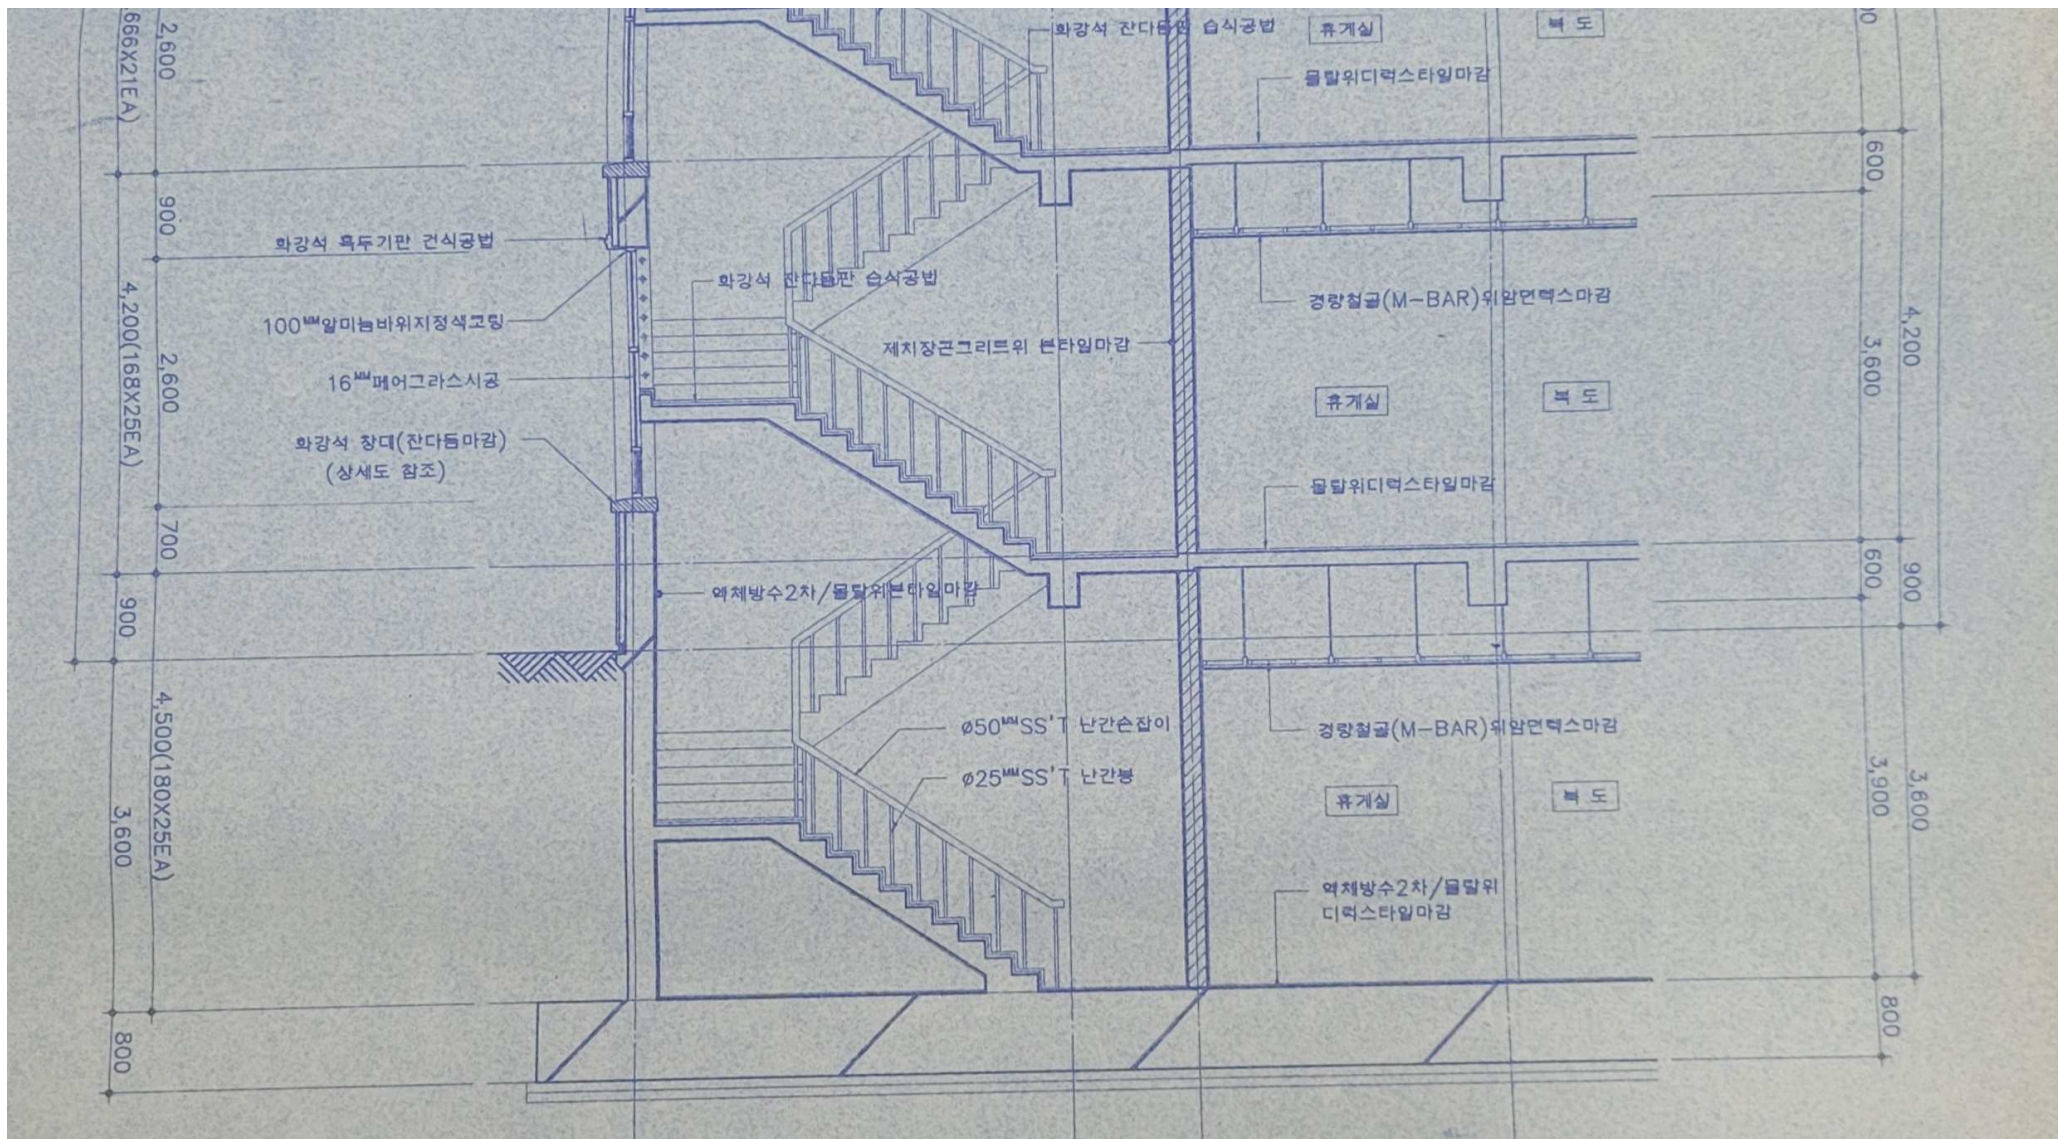 화강석 잔다듬판 습식공법
휴게실
복 도
몰탈위디럭스타일마감
666X21EA)
2,600
600
900
화강석 혹두기판 건식공법
화강석 잔다듬판 습식공법
경량철골(M-BAR)위암면텍스마감
100MM알미늄바위지정색코팅
4,200(168X25EA)
제치장콘크리트위 본타일마감
4,200
3,600
2,600
16MM페어그라스시공
휴게실
복 도
화강석 창대(잔다듬마감)
(상세도 참조)
몰탈위디럭스타일마감
700
600
900
액체방수2차/몰탈위본타일마감
900
Ø50MMSS'T 난간손잡이
경량철골(M-BAR)위암면텍스마감
Ø25MMSS'T 난간봉
4,500(180X25EA)
3,600
휴게실
복 도
3,900
3,600
액체방수2차/몰탈위
디럭스타일마감
800
800